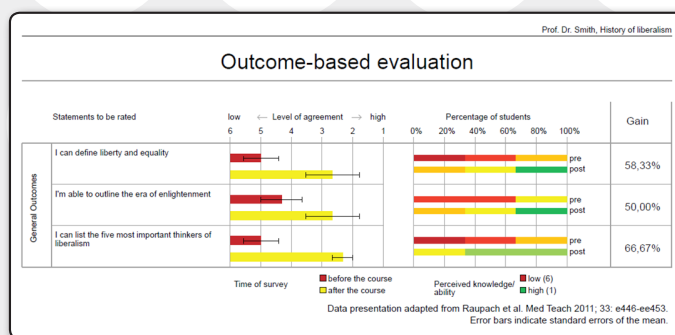 Prof. Dr. Smith, History of liberalism
Outcome-based evaluation
Statements to be rated
low ← Level of agreement → high
6 5 4 3 2 1
Percentage of students
0% 20% 40% 60% 80% 100%
Gain
General Outcomes
I can define liberty and equality
pre
post
58,33%
I'm able to outline the era of enlightenment
pre
post
50,00%
I can list the five most important thinkers of
liberalism
pre
post
66,67%
Time of survey
before the course
after the course
Perceived knowledge/
ability
low (6)
high (1)
Data presentation adapted from Raupach et al. Med Teach 2011; 33: e446-ee453.
Error bars indicate standard errors of the mean.